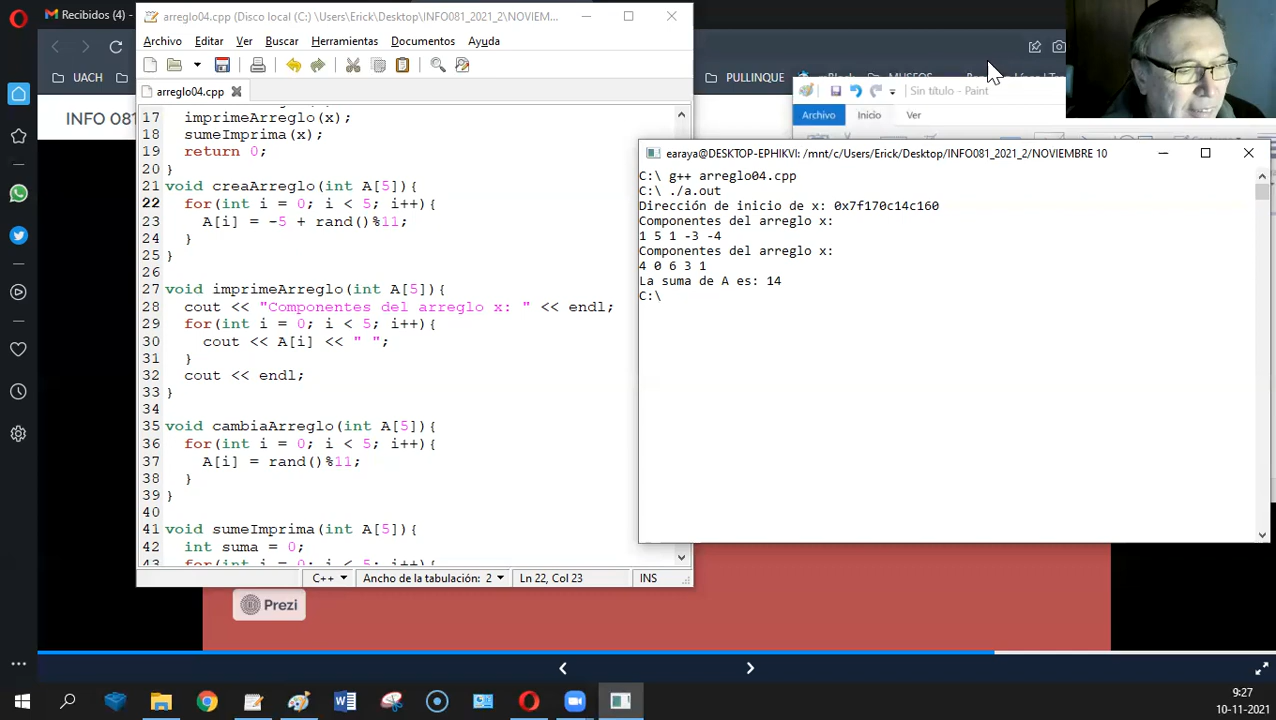 Recibidos (4) -
UACH
PULLINQUE
INFO 081
arreglo04.cpp (Disco local (C:) \Users\Erick\Desktop\INFO081_2021_2\NOVIEM...
Archivo Editar Ver Buscar Herramientas Documentos Ayuda
arreglo04.cpp
17 imprimeArreglo(x);
18 sumeImprima(x);
19 return 0;
20 }
21 void creaArreglo(int A[5]){
22 for(int i = 0; i < 5; i++){
23 A[i] = -5 + rand()%11;
24 }
25 }
26
27 void imprimeArreglo(int A[5]){
28 cout << "Componentes del arreglo x: " << endl;
29 for(int i = 0; i < 5; i++){
30 cout << A[i] << " ";
31 }
32 cout << endl;
33 }
34
35 void cambiaArreglo(int A[5]){
36 for(int i = 0; i < 5; i++){
37 A[i] = rand()%11;
38 }
39 }
40
41 void sumeImprima(int A[5]){
42 int suma = 0;
43 for(int i = 0; i < 5; i++){
C++ Ancho de la tabulación: 2 Ln 22, Col 23 INS
Sin título - Paint
Archivo Inicio Ver
earaya@DESKTOP-EPHIKVI: /mnt/c/Users/Erick/Desktop/INFO081_2021_2/NOVIEMBRE 10
C:\ g++ arreglo04.cpp
C:\ ./a.out
Dirección de inicio de x: 0x7f170c14c160
Componentes del arreglo x:
1 5 1 -3 -4
Componentes del arreglo x:
4 0 6 3 1
La suma de A es: 14
C:\
Prezi
9:27
10-11-2021